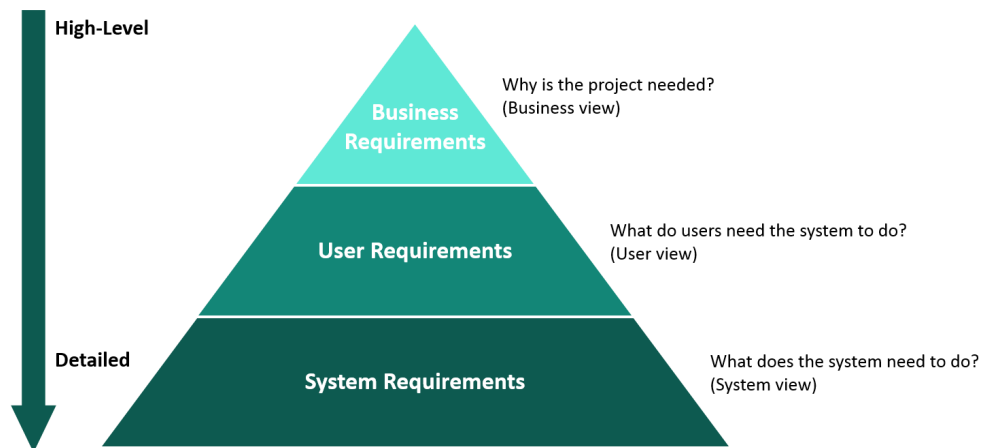 High-Level
Why is the project needed?
(Business view)
Business
Requirements
What do users need the system to do?
(User view)
User Requirements
Detailed
What does the system need to do?
(System view)
System Requirements